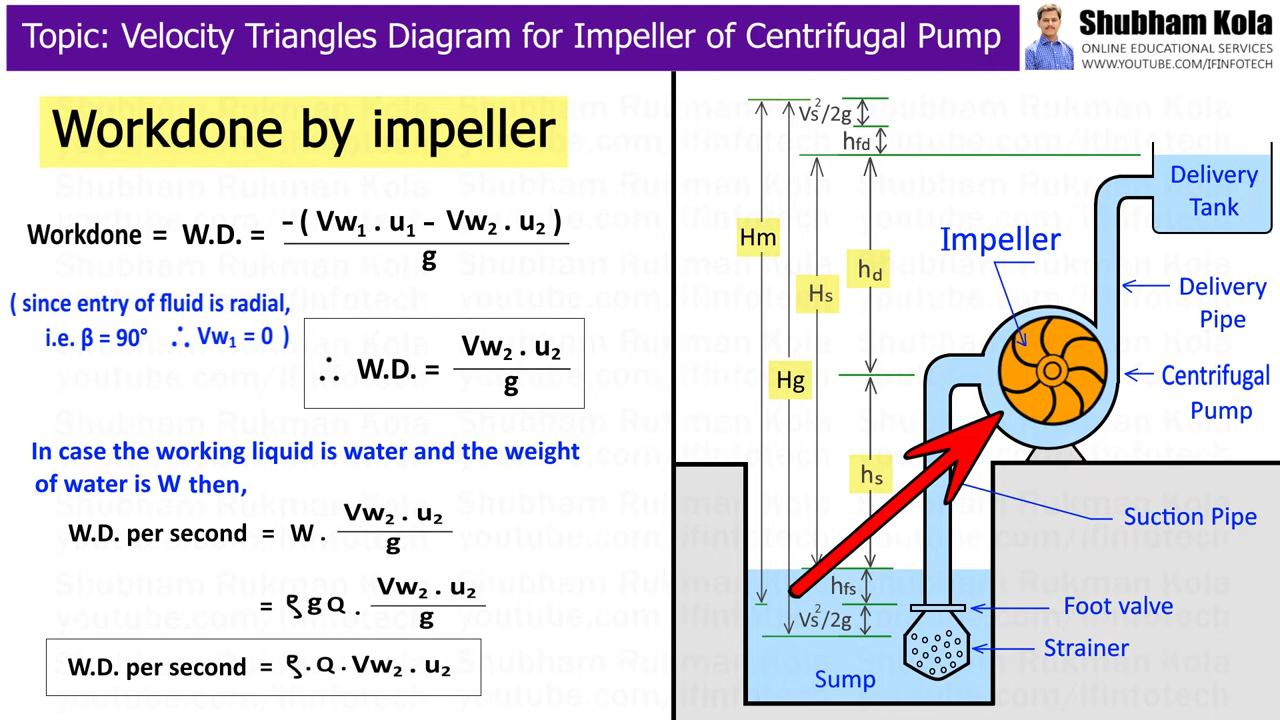 Topic: Velocity Triangles Diagram for Impeller of Centrifugal Pump
Shubham Kola
ONLINE EDUCATIONAL SERVICES
WWW.YOUTUBE.COM/IFINFOTECH
Workdone by impeller
Workdone = W.D. = -( Vw₁ . u₁ - Vw₂ . u₂ ) / g
( since entry of fluid is radial,
i.e. β = 90° ∴ Vw₁ = 0 )
∴ W.D. = Vw₂ . u₂ / g
In case the working liquid is water and the weight
of water is W then,
W.D. per second = W . Vw₂ . u₂ / g
= ρ g Q . Vw₂ . u₂ / g
W.D. per second = ρ . Q . Vw₂ . u₂
Vs²/2g
hfd
Delivery
Tank
Hm
Impeller
hd
Hs
Delivery
Pipe
Hg
Centrifugal
Pump
hs
Suction Pipe
hfs
Vs²/2g
Foot valve
Strainer
Sump